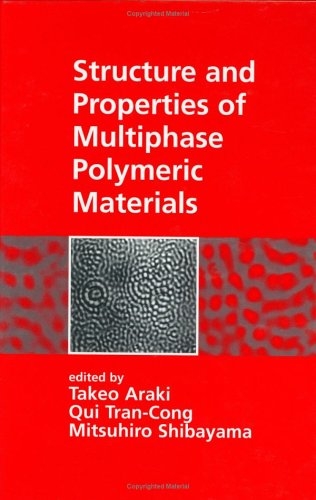 Structure and
Properties of
Multiphase
Polymeric
Materials
edited by
Takeo Araki
Qui Tran-Cong
Mitsuhiro Shibayama